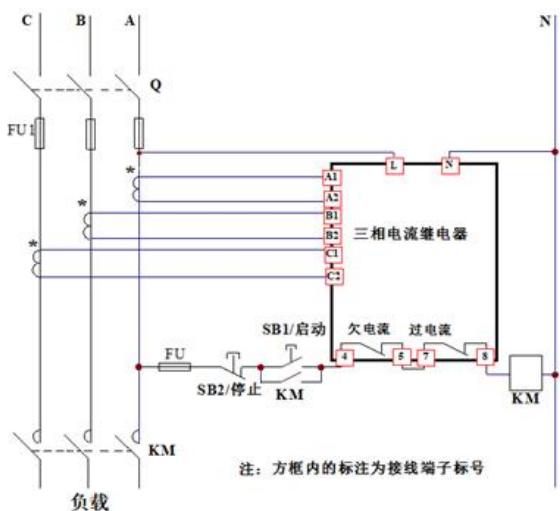 C B A N
Q
FU1
L N
*
A1
A2
*
B1
B2
三相电流继电器
*
C1
C2
SB1/启动 欠电流 过电流
FU
4 5 7 8
SB2/停止
KM
KM
KM
注：方框内的标注为接线端子标号
负载